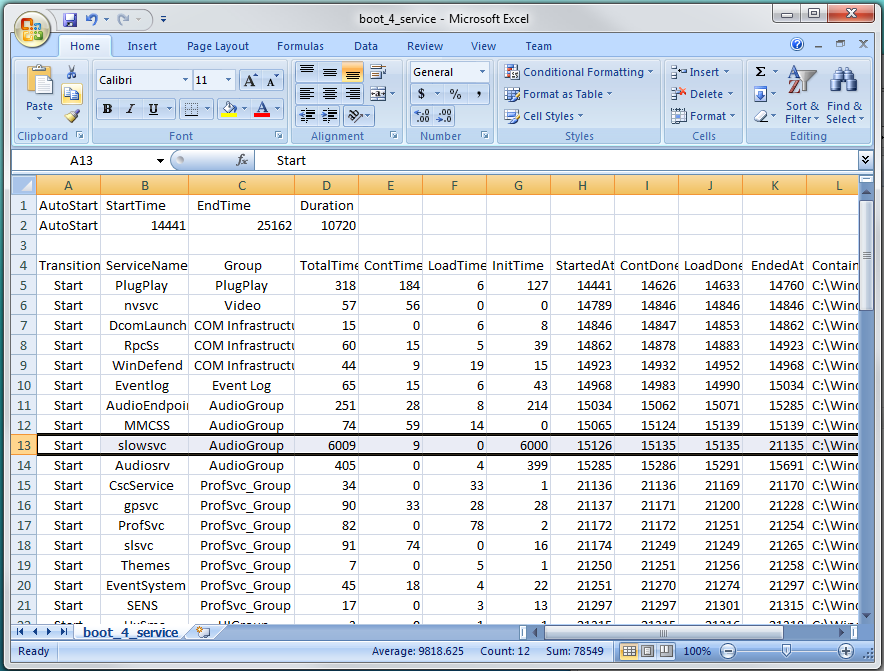 boot_4_service - Microsoft Excel
Home Insert Page Layout Formulas Data Review View Team
Paste
Calibri 11
B I U
General
$ % ,
Conditional Formatting
Format as Table
Cell Styles
Insert
Delete
Format
Sort & Filter
Find & Select
Clipboard Font Alignment Number Styles Cells Editing
A13 fx Start
A B C D E F G H I J K L
1 AutoStart StartTime EndTime Duration
2 AutoStart 14441 25162 10720
3
4 Transition ServiceName Group TotalTime ContTime LoadTime InitTime StartedAt ContDone LoadDone EndedAt Contain
5 Start PlugPlay PlugPlay 318 184 6 127 14441 14626 14633 14760 C:\Wind
6 Start nvsvc Video 57 56 0 0 14789 14846 14846 14846 C:\Wind
7 Start DcomLaunch COM Infrastructu 15 0 6 8 14846 14847 14853 14862 C:\Wind
8 Start RpcSs COM Infrastructu 60 15 5 39 14862 14878 14883 14923 C:\Wind
9 Start WinDefend COM Infrastructu 44 9 19 15 14923 14932 14952 14968 C:\Wind
10 Start Eventlog Event Log 65 15 6 43 14968 14983 14990 15034 C:\Wind
11 Start AudioEndpoi AudioGroup 251 28 8 214 15034 15062 15071 15285 C:\Wind
12 Start MMCSS AudioGroup 74 59 14 0 15065 15124 15139 15139 C:\Wind
13 Start slowsvc AudioGroup 6009 9 0 6000 15126 15135 15135 21135 C:\Wind
14 Start Audiosrv AudioGroup 405 0 4 399 15285 15286 15291 15691 C:\Wind
15 Start CscService ProfSvc_Group 34 0 33 1 21136 21136 21169 21170 C:\Wind
16 Start gpsvc ProfSvc_Group 90 33 28 28 21137 21171 21200 21228 C:\Wind
17 Start ProfSvc ProfSvc_Group 82 0 78 2 21172 21172 21251 21254 C:\Wind
18 Start slsvc ProfSvc_Group 91 74 0 16 21174 21249 21249 21265 C:\Wind
19 Start Themes ProfSvc_Group 7 0 5 1 21250 21251 21256 21258 C:\Wind
20 Start EventSystem ProfSvc_Group 45 18 4 22 21251 21270 21274 21297 C:\Wind
21 Start SENS ProfSvc_Group 17 0 3 13 21297 21297 21301 21315 C:\Wind
boot_4_service
Ready Average: 9818.625 Count: 12 Sum: 78549 100%